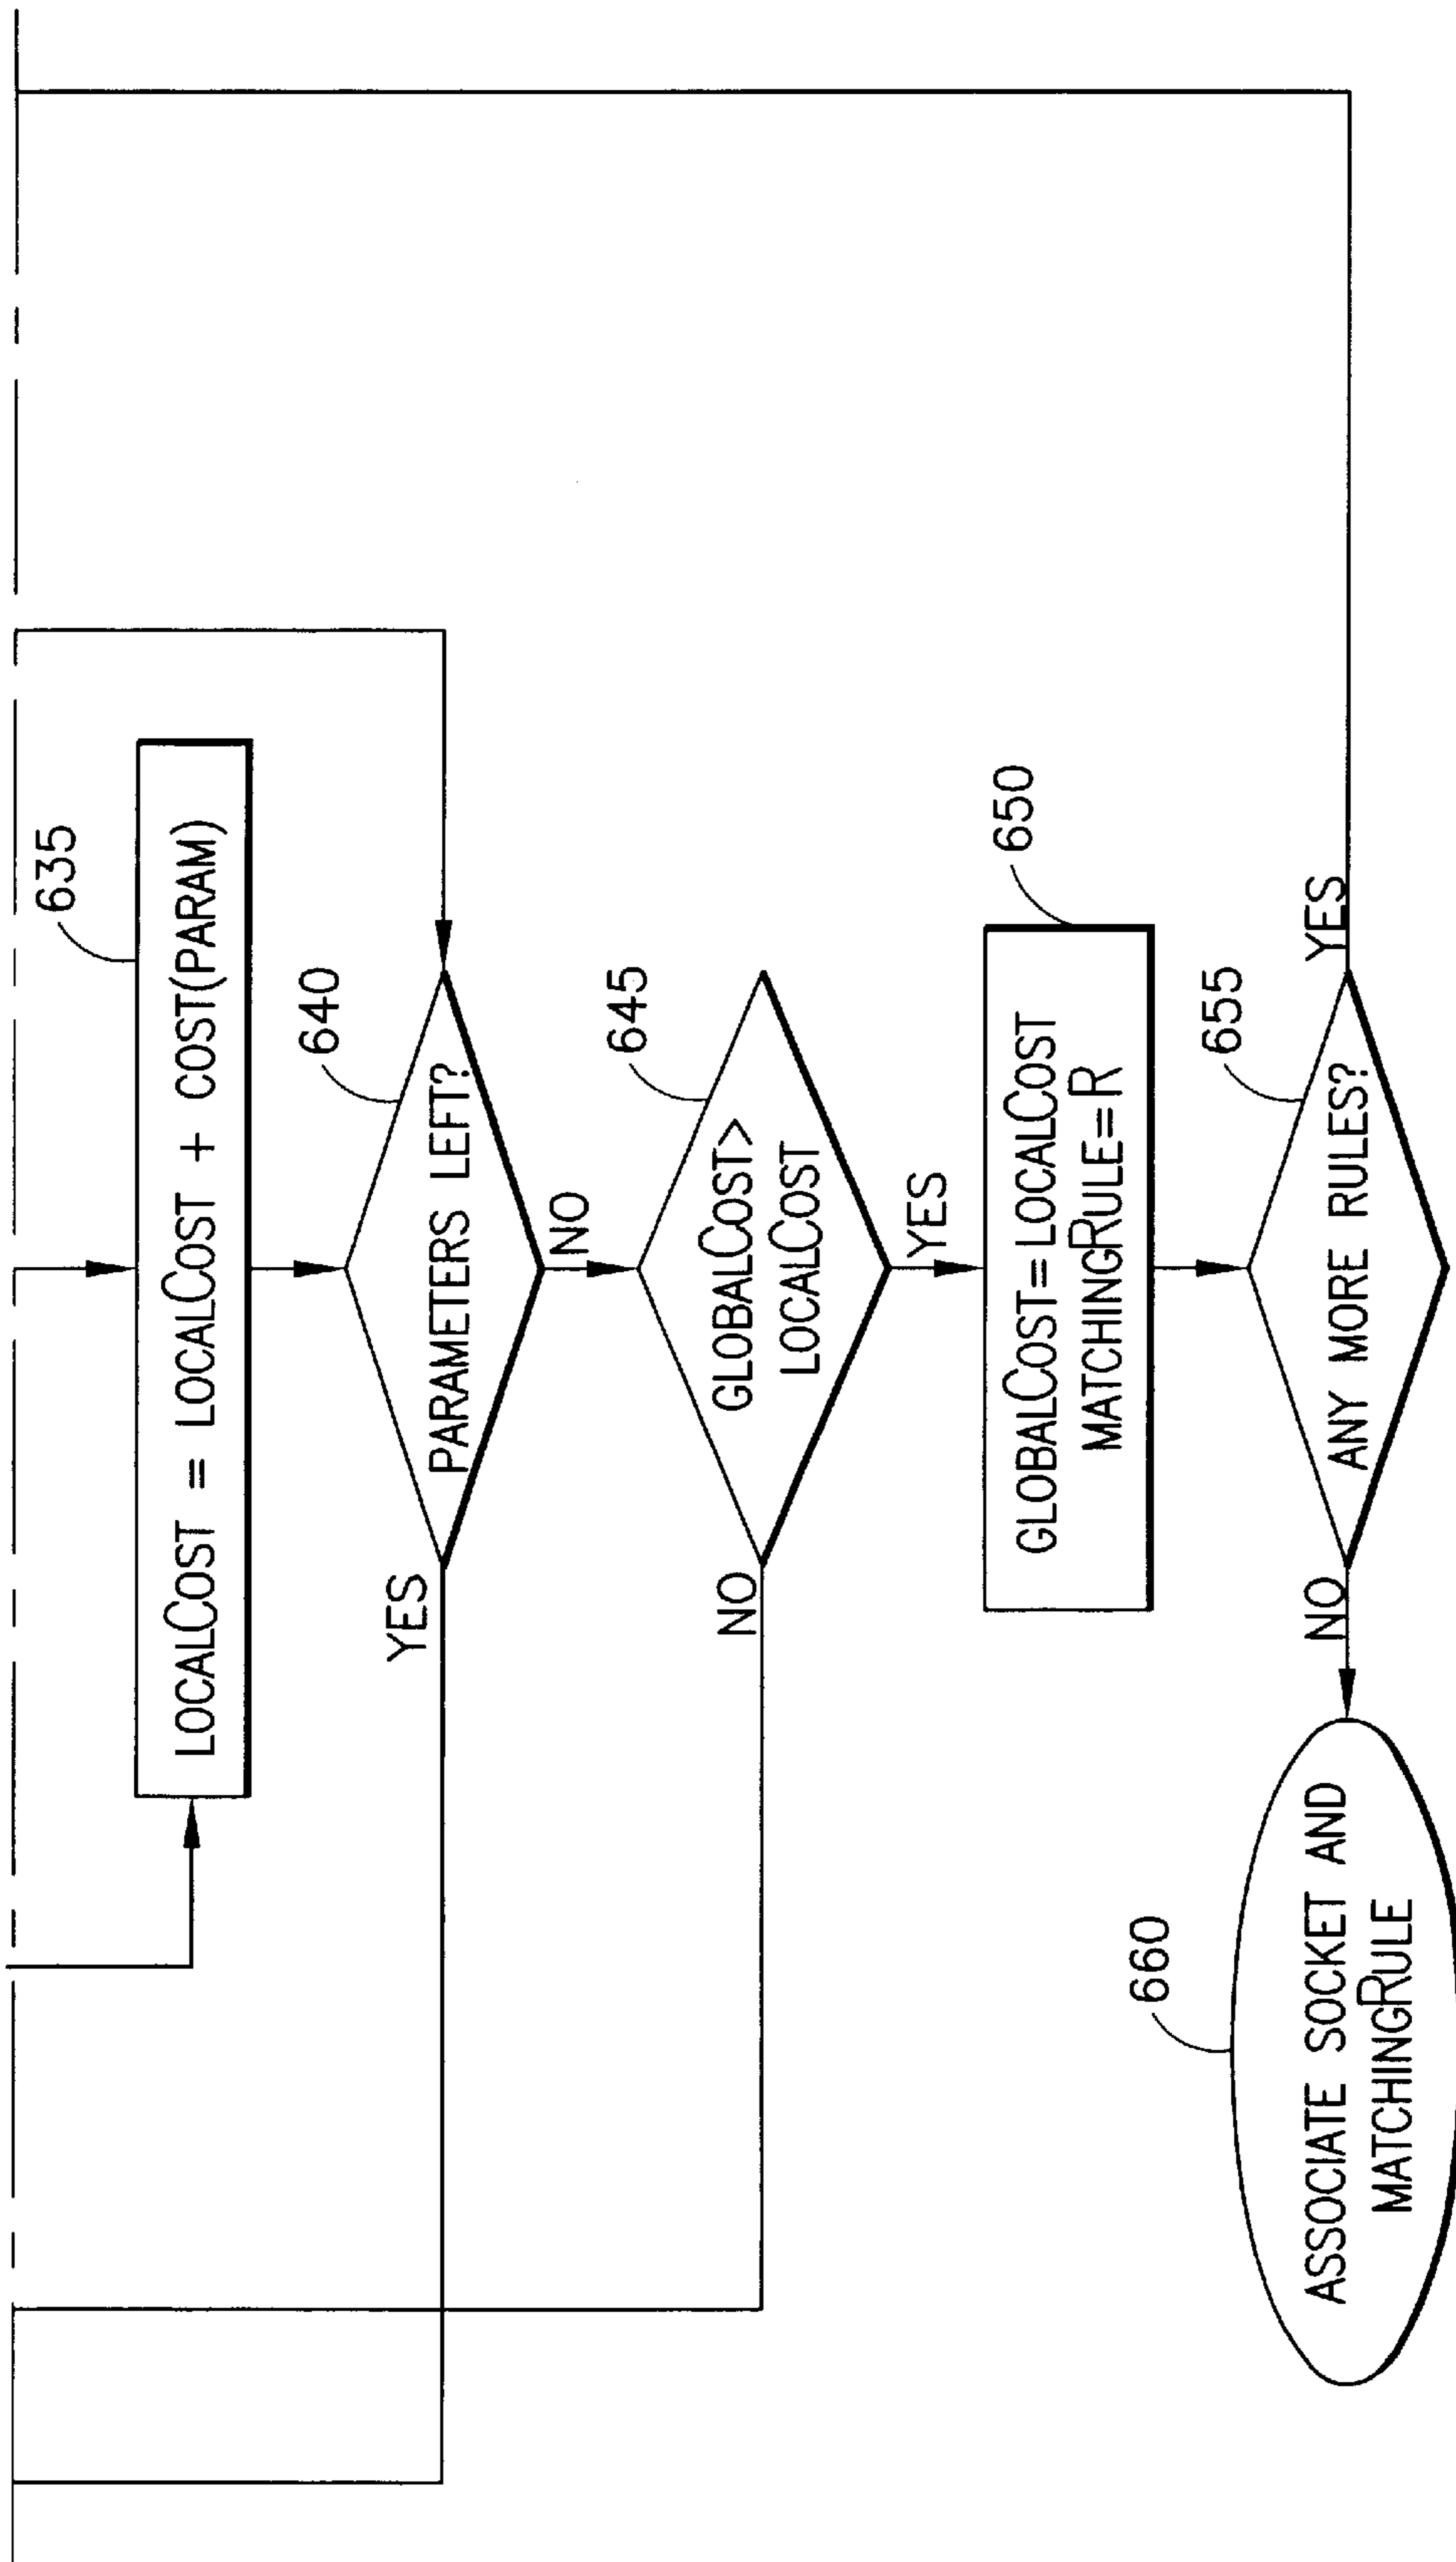 635
LOCALCOST = LOCALCOST + COST(PARAM)
640
PARAMETERS LEFT?
YES
NO
645
GLOBALCOST>
LOCALCOST
NO
YES
650
GLOBALCOST=LOCALCOST
MATCHINGRULE=R
655
ANY MORE RULES?
NO
YES
660
ASSOCIATE SOCKET AND
MATCHINGRULE